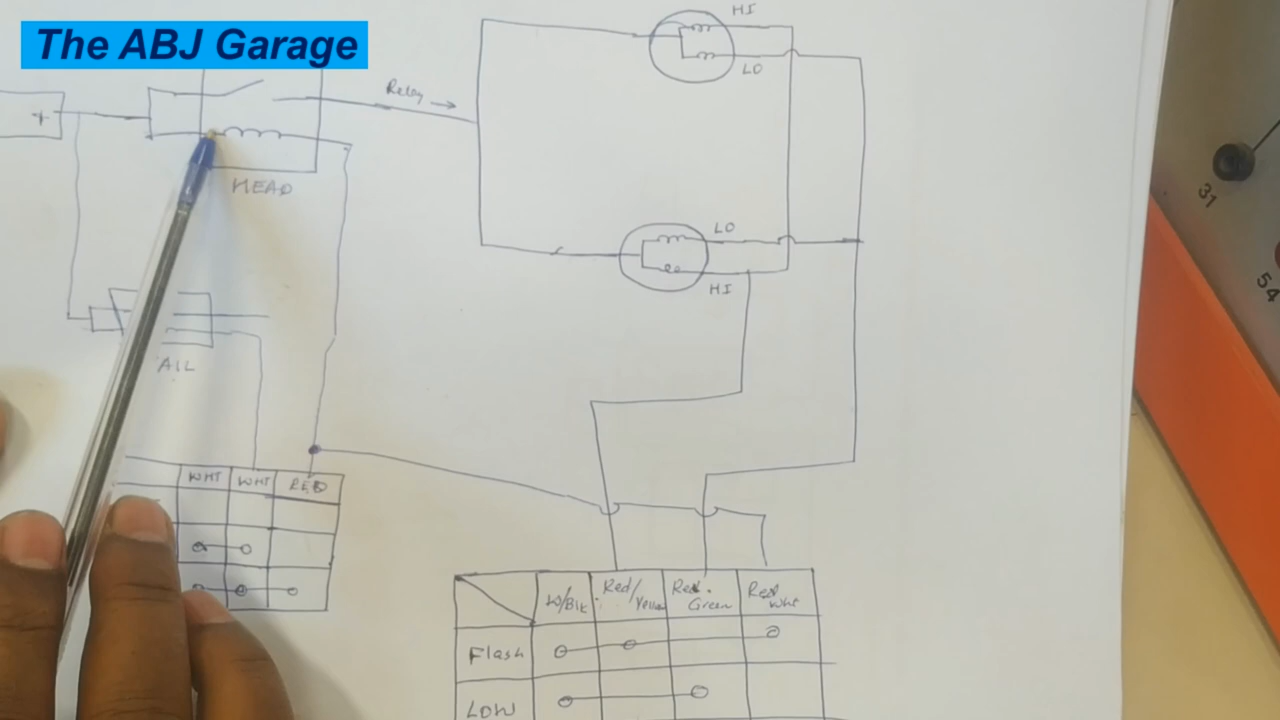 The ABJ Garage
HI
LO
Relay →
+
HEAD
LO
HI
AIL
WHT WHT RED
W/Blk Red/Yellow Red. Green Red Wht
Flash
LOW
31
54